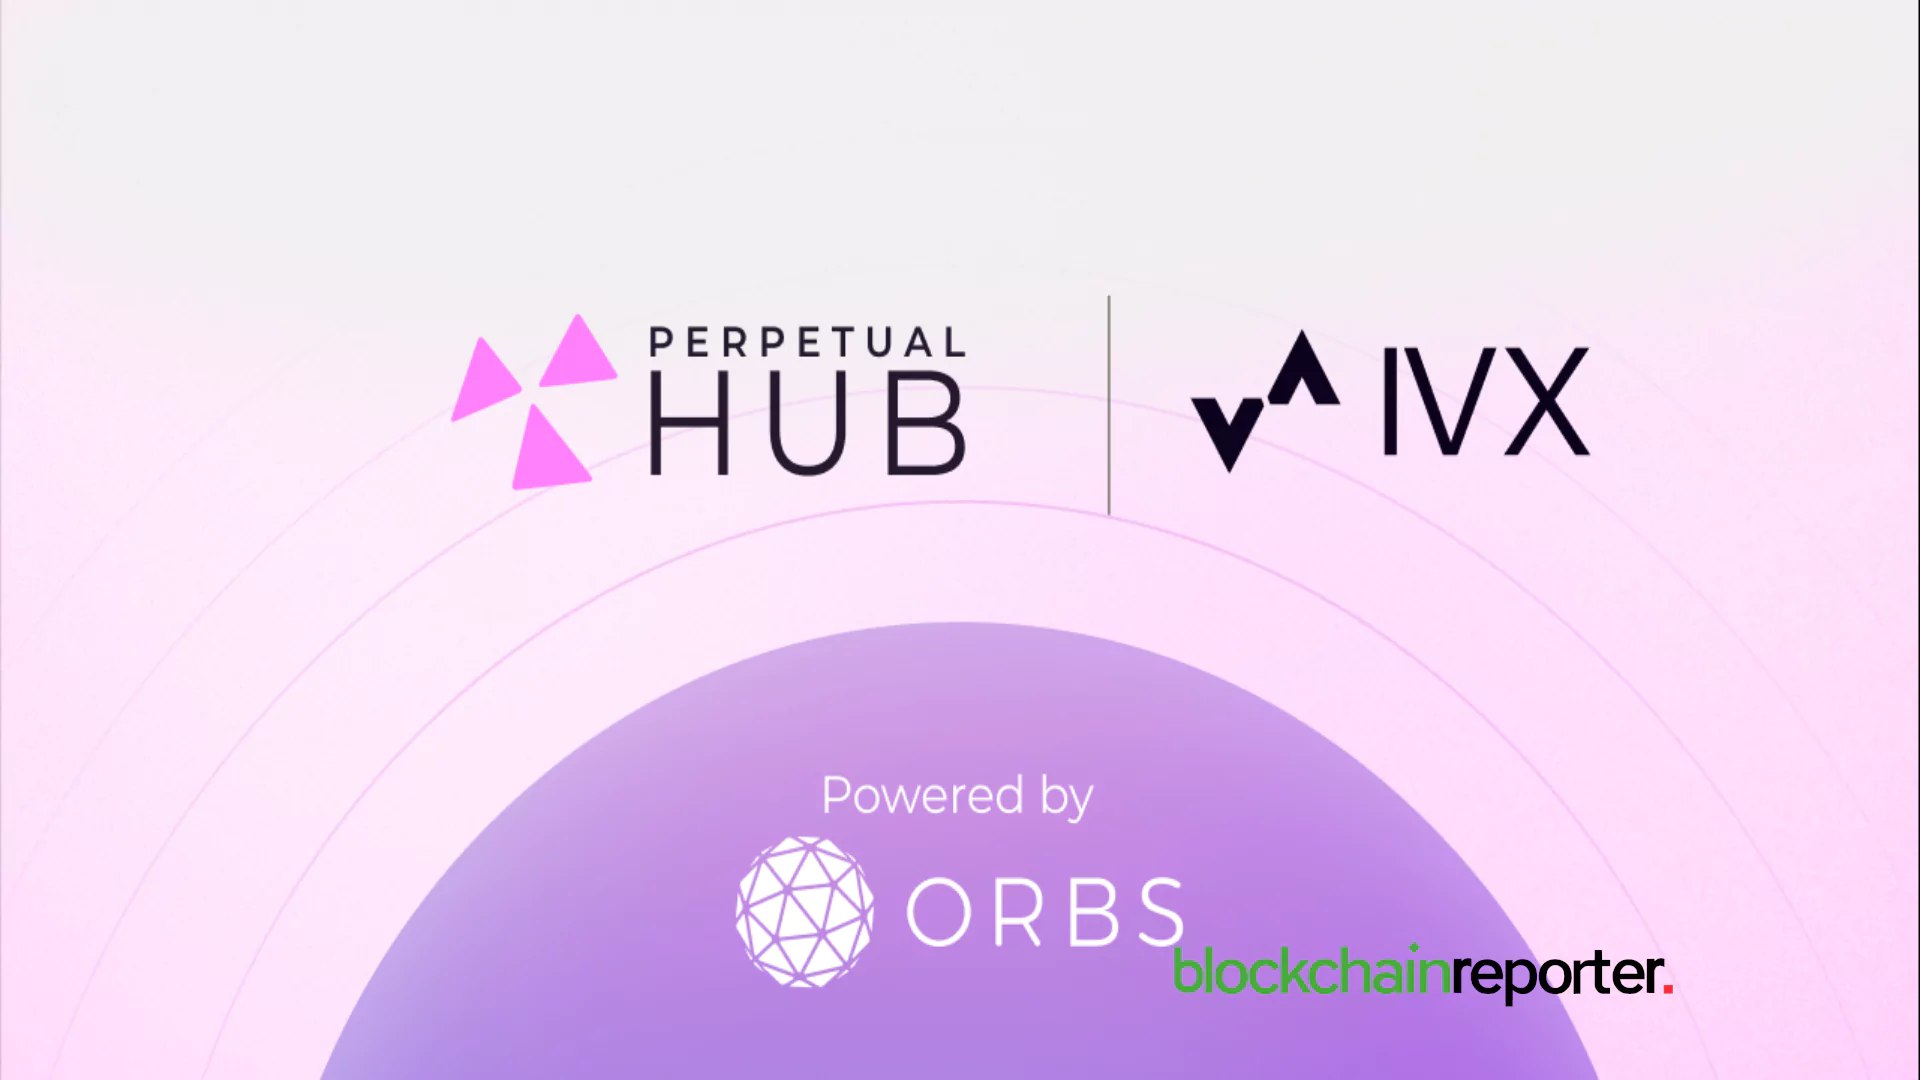 PERPETUAL
HUB
IVX
Powered by
ORBS
blockchainreporter.